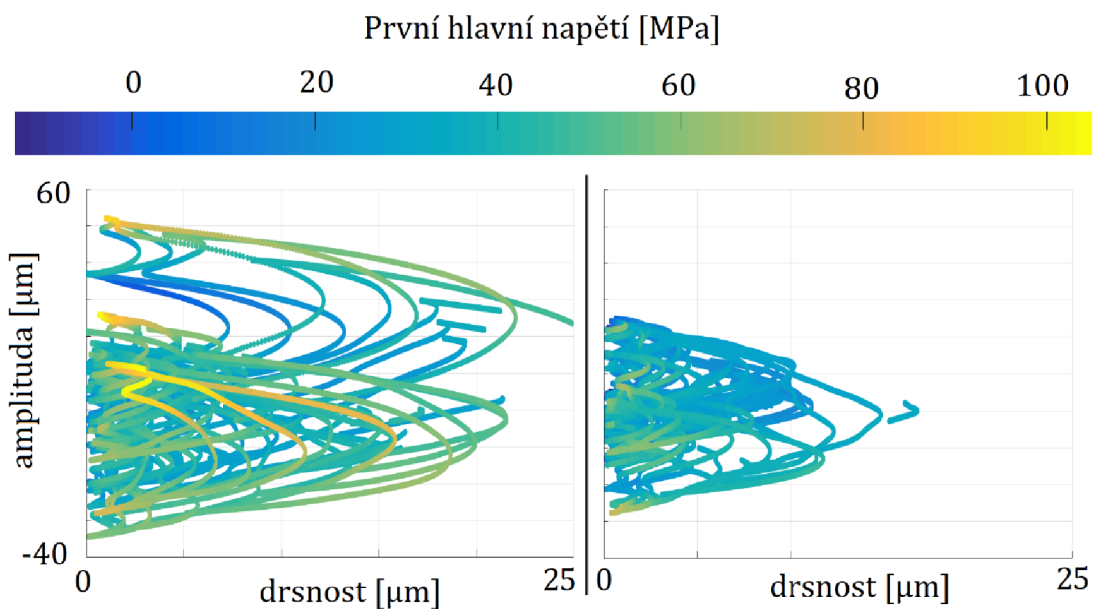 První hlavní napětí [MPa]
0 20 40 60 80 100
60
amplituda [µm]
-40
0 drsnost [µm] 25
0 drsnost [µm] 25